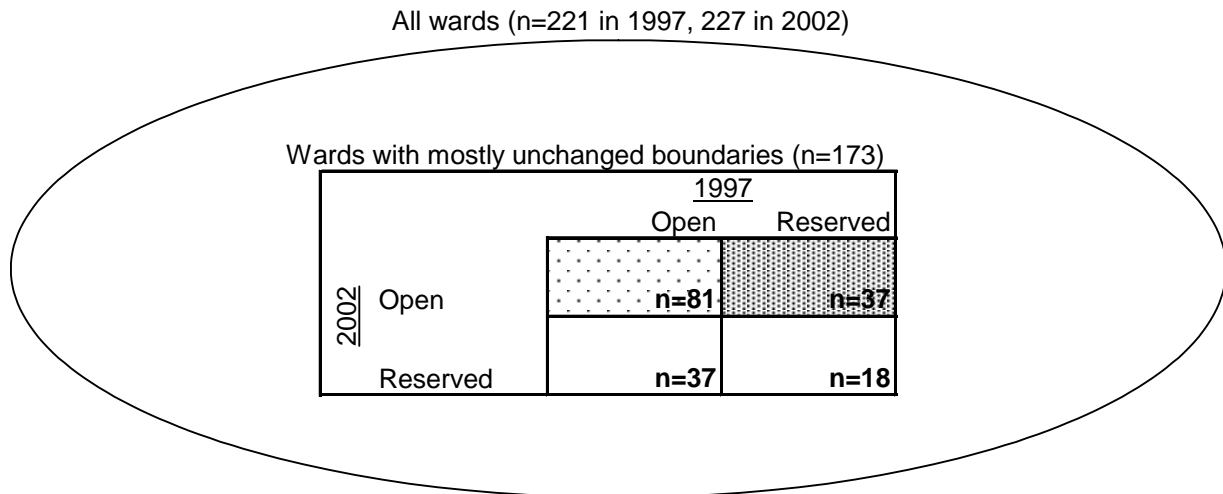 All wards (n=221 in 1997, 227 in 2002)
Wards with mostly unchanged boundaries (n=173)
1997
Open Reserved
2002
Open n=81 n=37
Reserved n=37 n=18